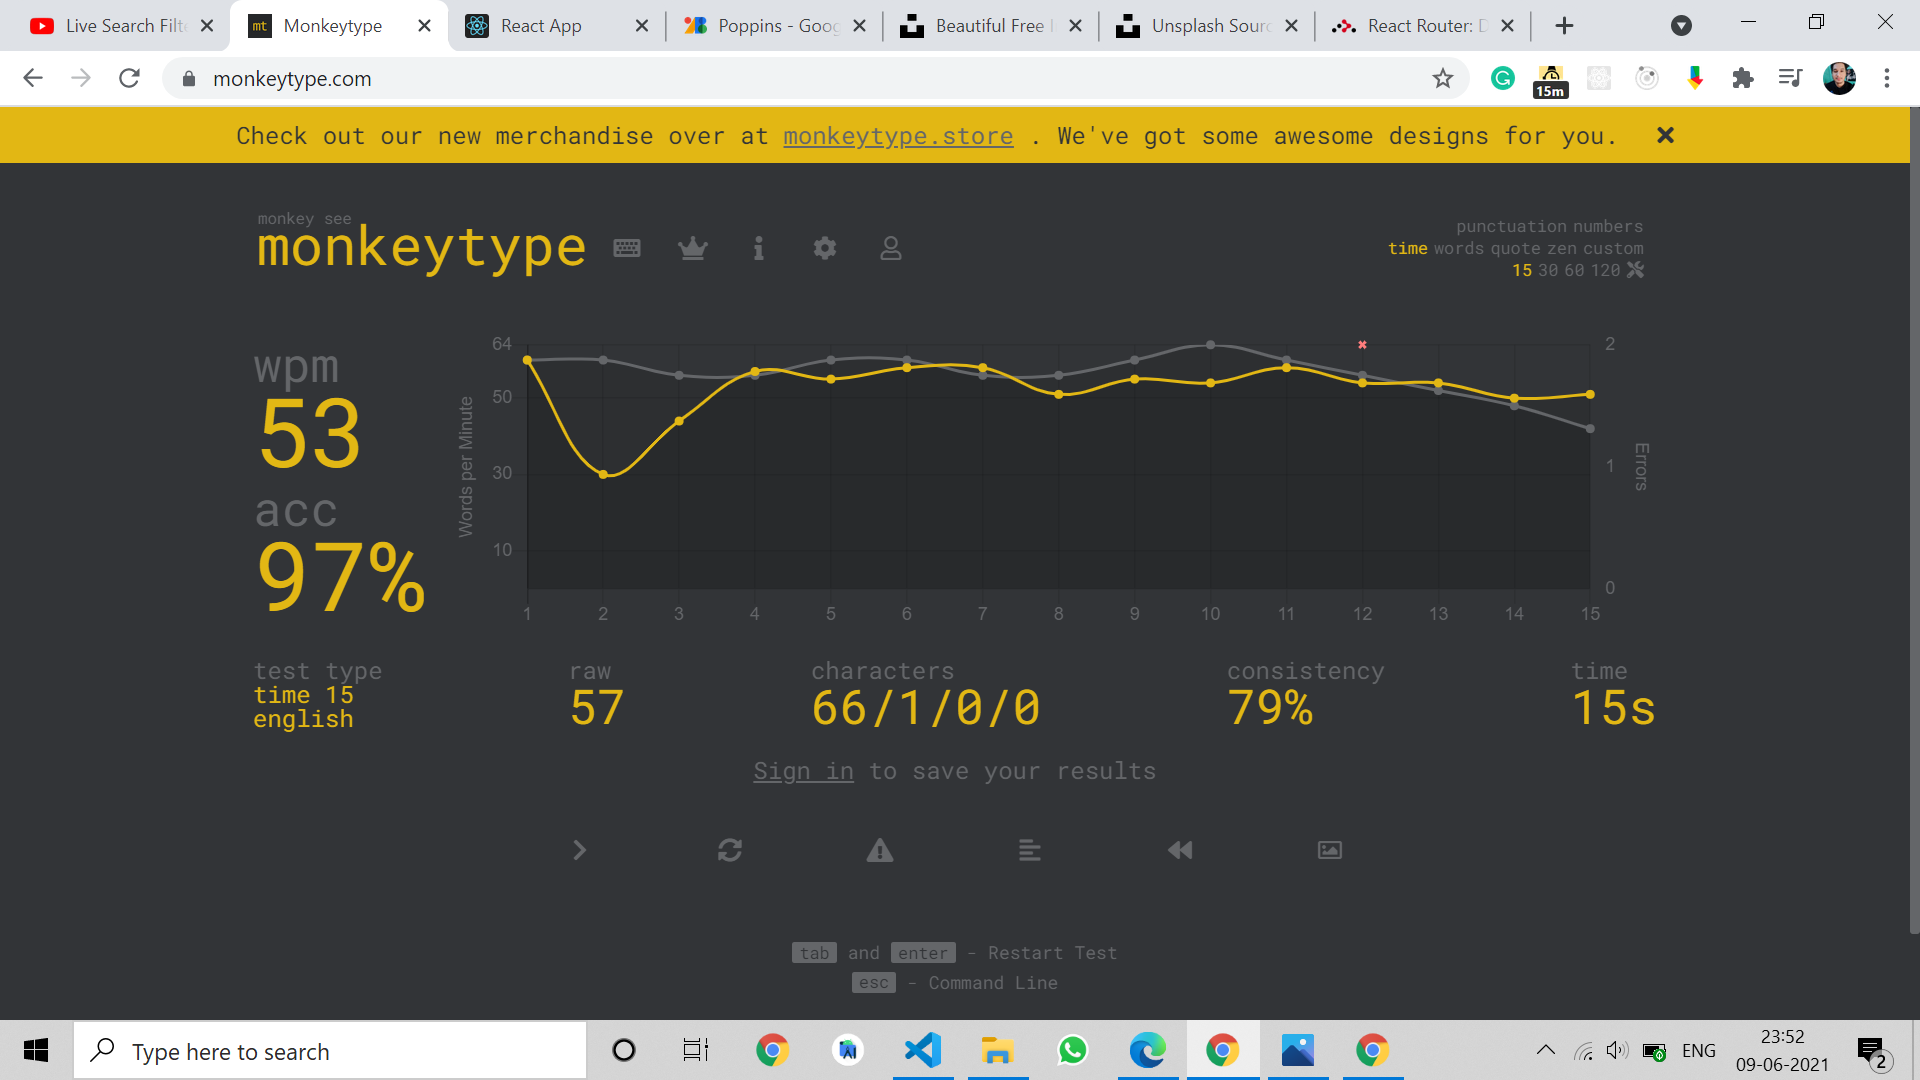 Live Search Filt
Monkeytype
React App
Poppins - Goog
Beautiful Free
Unsplash Sourc
React Router: D
monkeytype.com
15m
Check out our new merchandise over at monkeytype.store . We've got some awesome designs for you.
monkey see
monkeytype
punctuation numbers
time words quote zen custom
15 30 60 120
wpm
53
acc
97%
Words per Minute
64
50
30
10
2
1
0
Errors
1 2 3 4 5 6 7 8 9 10 11 12 13 14 15
test type
time 15
english
raw
57
characters
66/1/0/0
consistency
79%
time
15s
Sign in to save your results
tab and enter - Restart Test
esc - Command Line
Type here to search
ENG
23:52
09-06-2021
2